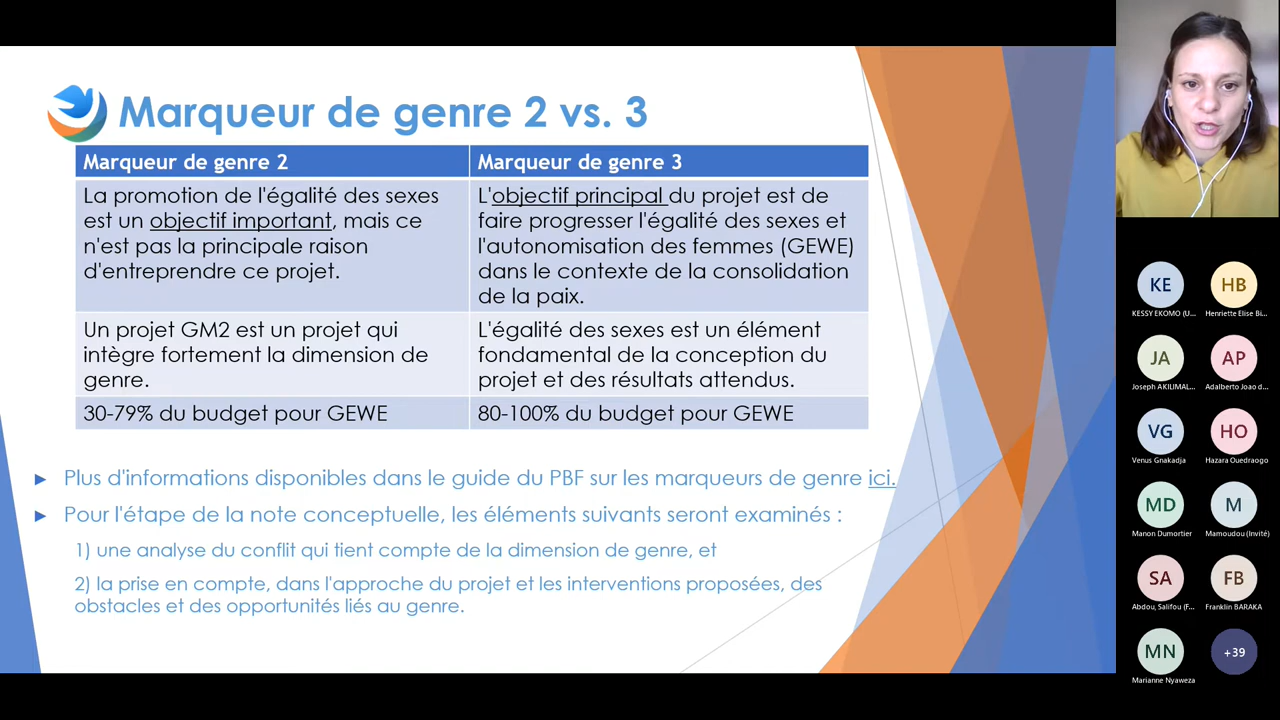 Marqueur de genre 2 vs. 3
Marqueur de genre 2
Marqueur de genre 3
La promotion de l'égalité des sexes
est un objectif important, mais ce
n'est pas la principale raison
d'entreprendre ce projet.
L'objectif principal du projet est de
faire progresser l'égalité des sexes et
l'autonomisation des femmes (GEWE)
dans le contexte de la consolidation
de la paix.
Un projet GM2 est un projet qui
intègre fortement la dimension de
genre.
L'égalité des sexes est un élément
fondamental de la conception du
projet et des résultats attendus.
30-79% du budget pour GEWE
80-100% du budget pour GEWE
Plus d'informations disponibles dans le guide du PBF sur les marqueurs de genre ici.
Pour l'étape de la note conceptuelle, les éléments suivants seront examinés :
1) une analyse du conflit qui tient compte de la dimension de genre, et
2) la prise en compte, dans l'approche du projet et les interventions proposées, des
obstacles et des opportunités liés au genre.
KE
HB
KESSY EKOMO (U...
Henriette Elise Bi...
JA
AP
Joseph AKILIMAL...
Adalberto Joao d...
VG
HO
Venus Gnakadja
Hazara Ouedraogo
MD
M
Manon Dumortier
Mamoudou (Invité)
SA
FB
Abdou, Salifou (F...
Franklin BARAKA
MN
+39
Marianne Nyaweza